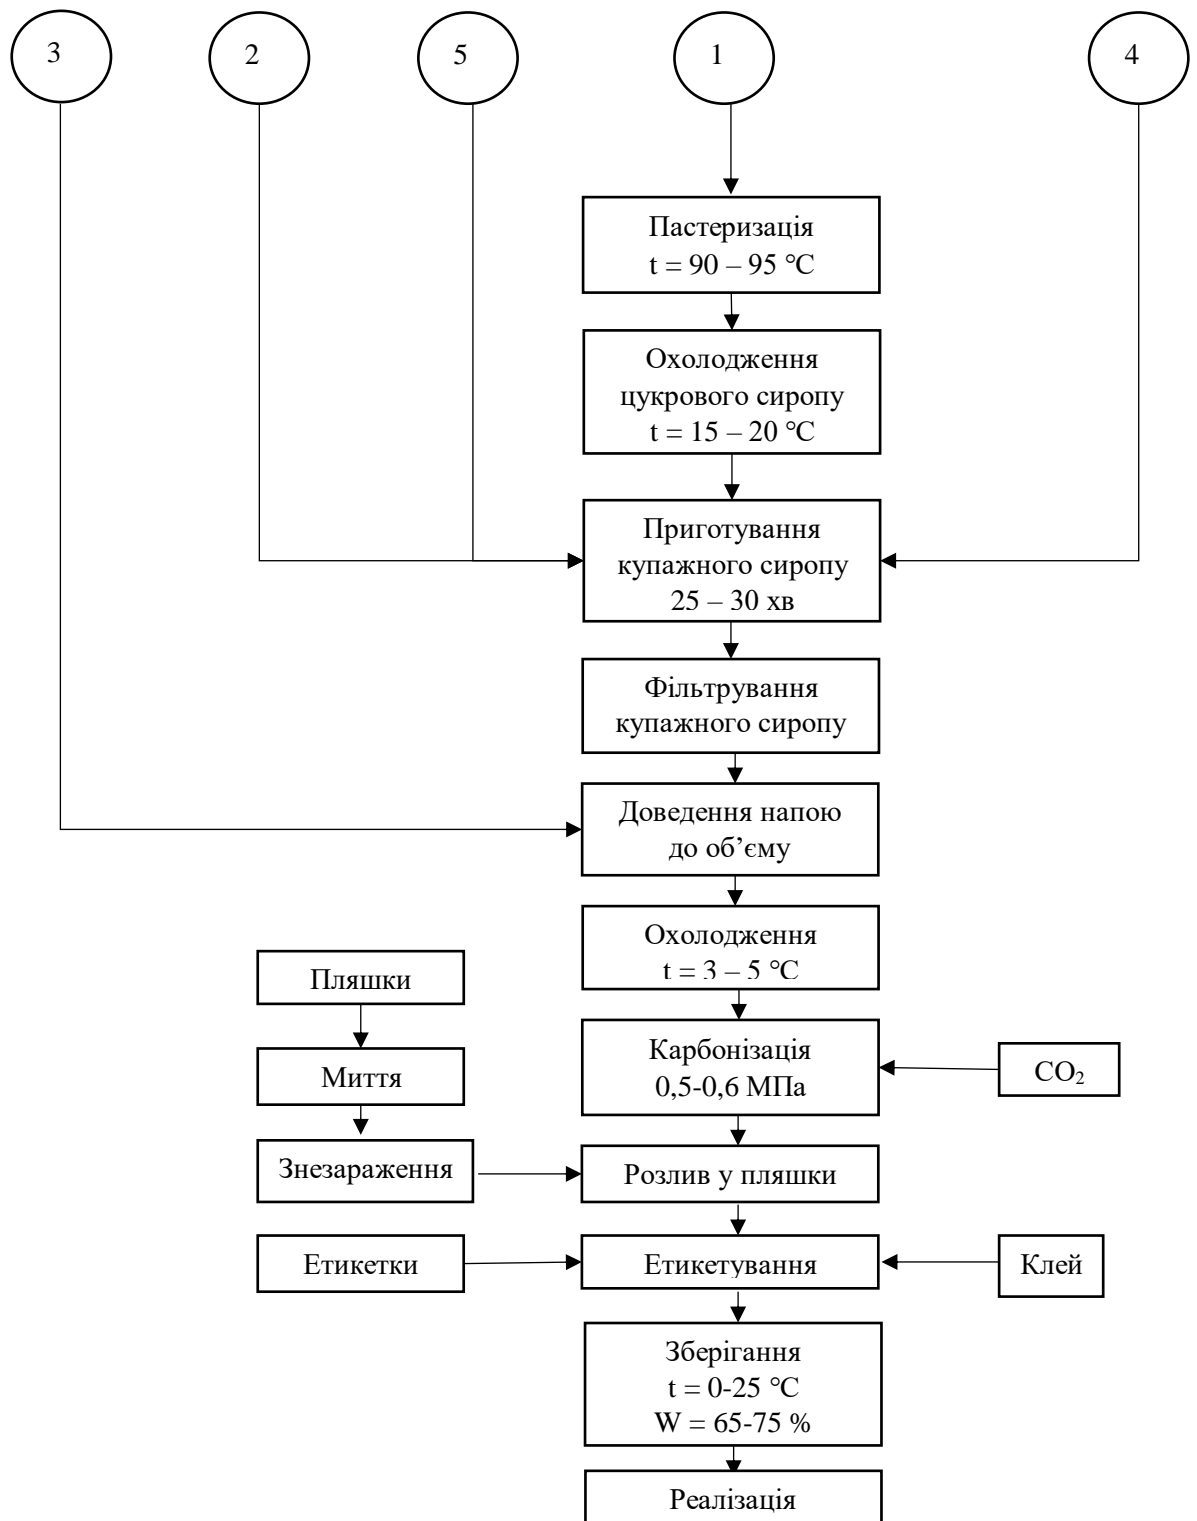 3
2
5
1
4
Пастеризація
t = 90 – 95 °C
Охолодження
цукрового сиропу
t = 15 – 20 °C
Приготування
купажного сиропу
25 – 30 хв
Фільтрування
купажного сиропу
Доведення напою
до об’єму
Охолодження
t = 3 – 5 °C
Пляшки
Миття
Карбонізація
0,5-0,6 МПа
CO₂
Знезараження
Розлив у пляшки
Етикетки
Етикетування
Клей
Зберігання
t = 0-25 °C
W = 65-75 %
Реалізація